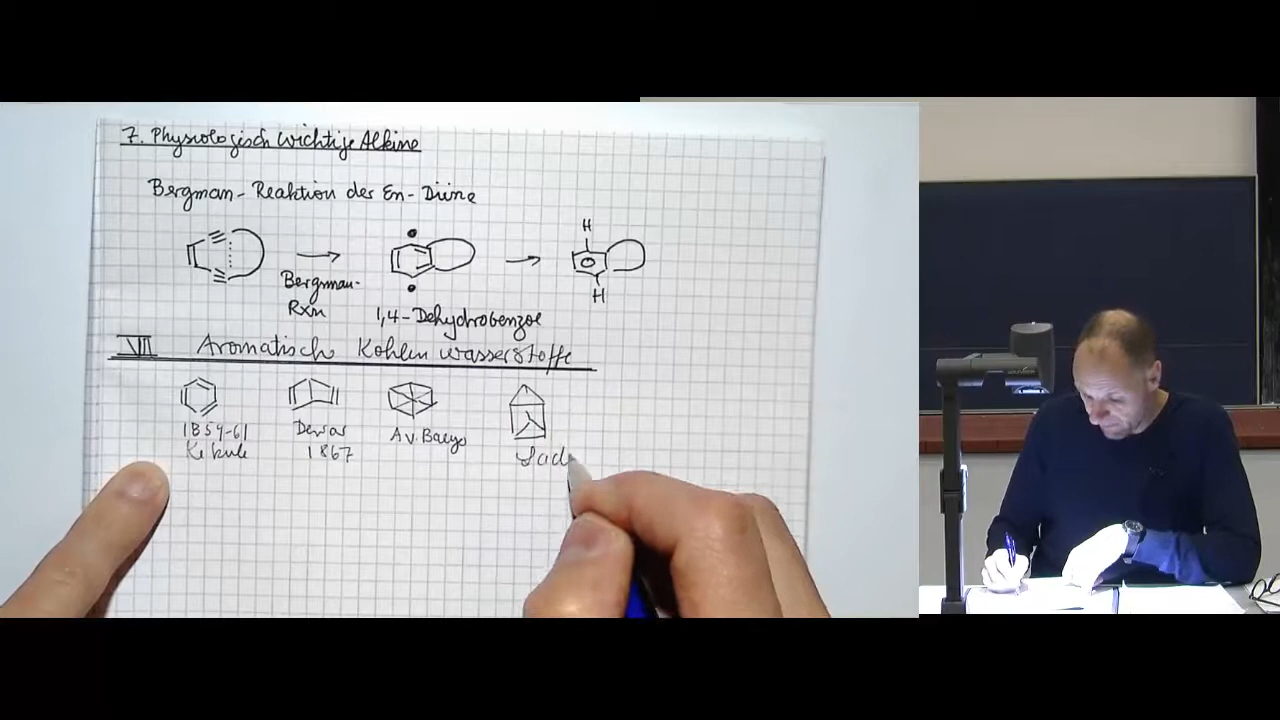 7. Physiologisch wichtige Alkine
Bergman-Reaktion der En-Diine
H
Bergman-
Rxn
H
1,4-Dehydrobenzol
VII Aromatische Kohlenwasserstoffe
1859-61 Dewar A v. Baeyer
Kekule 1867 Lad